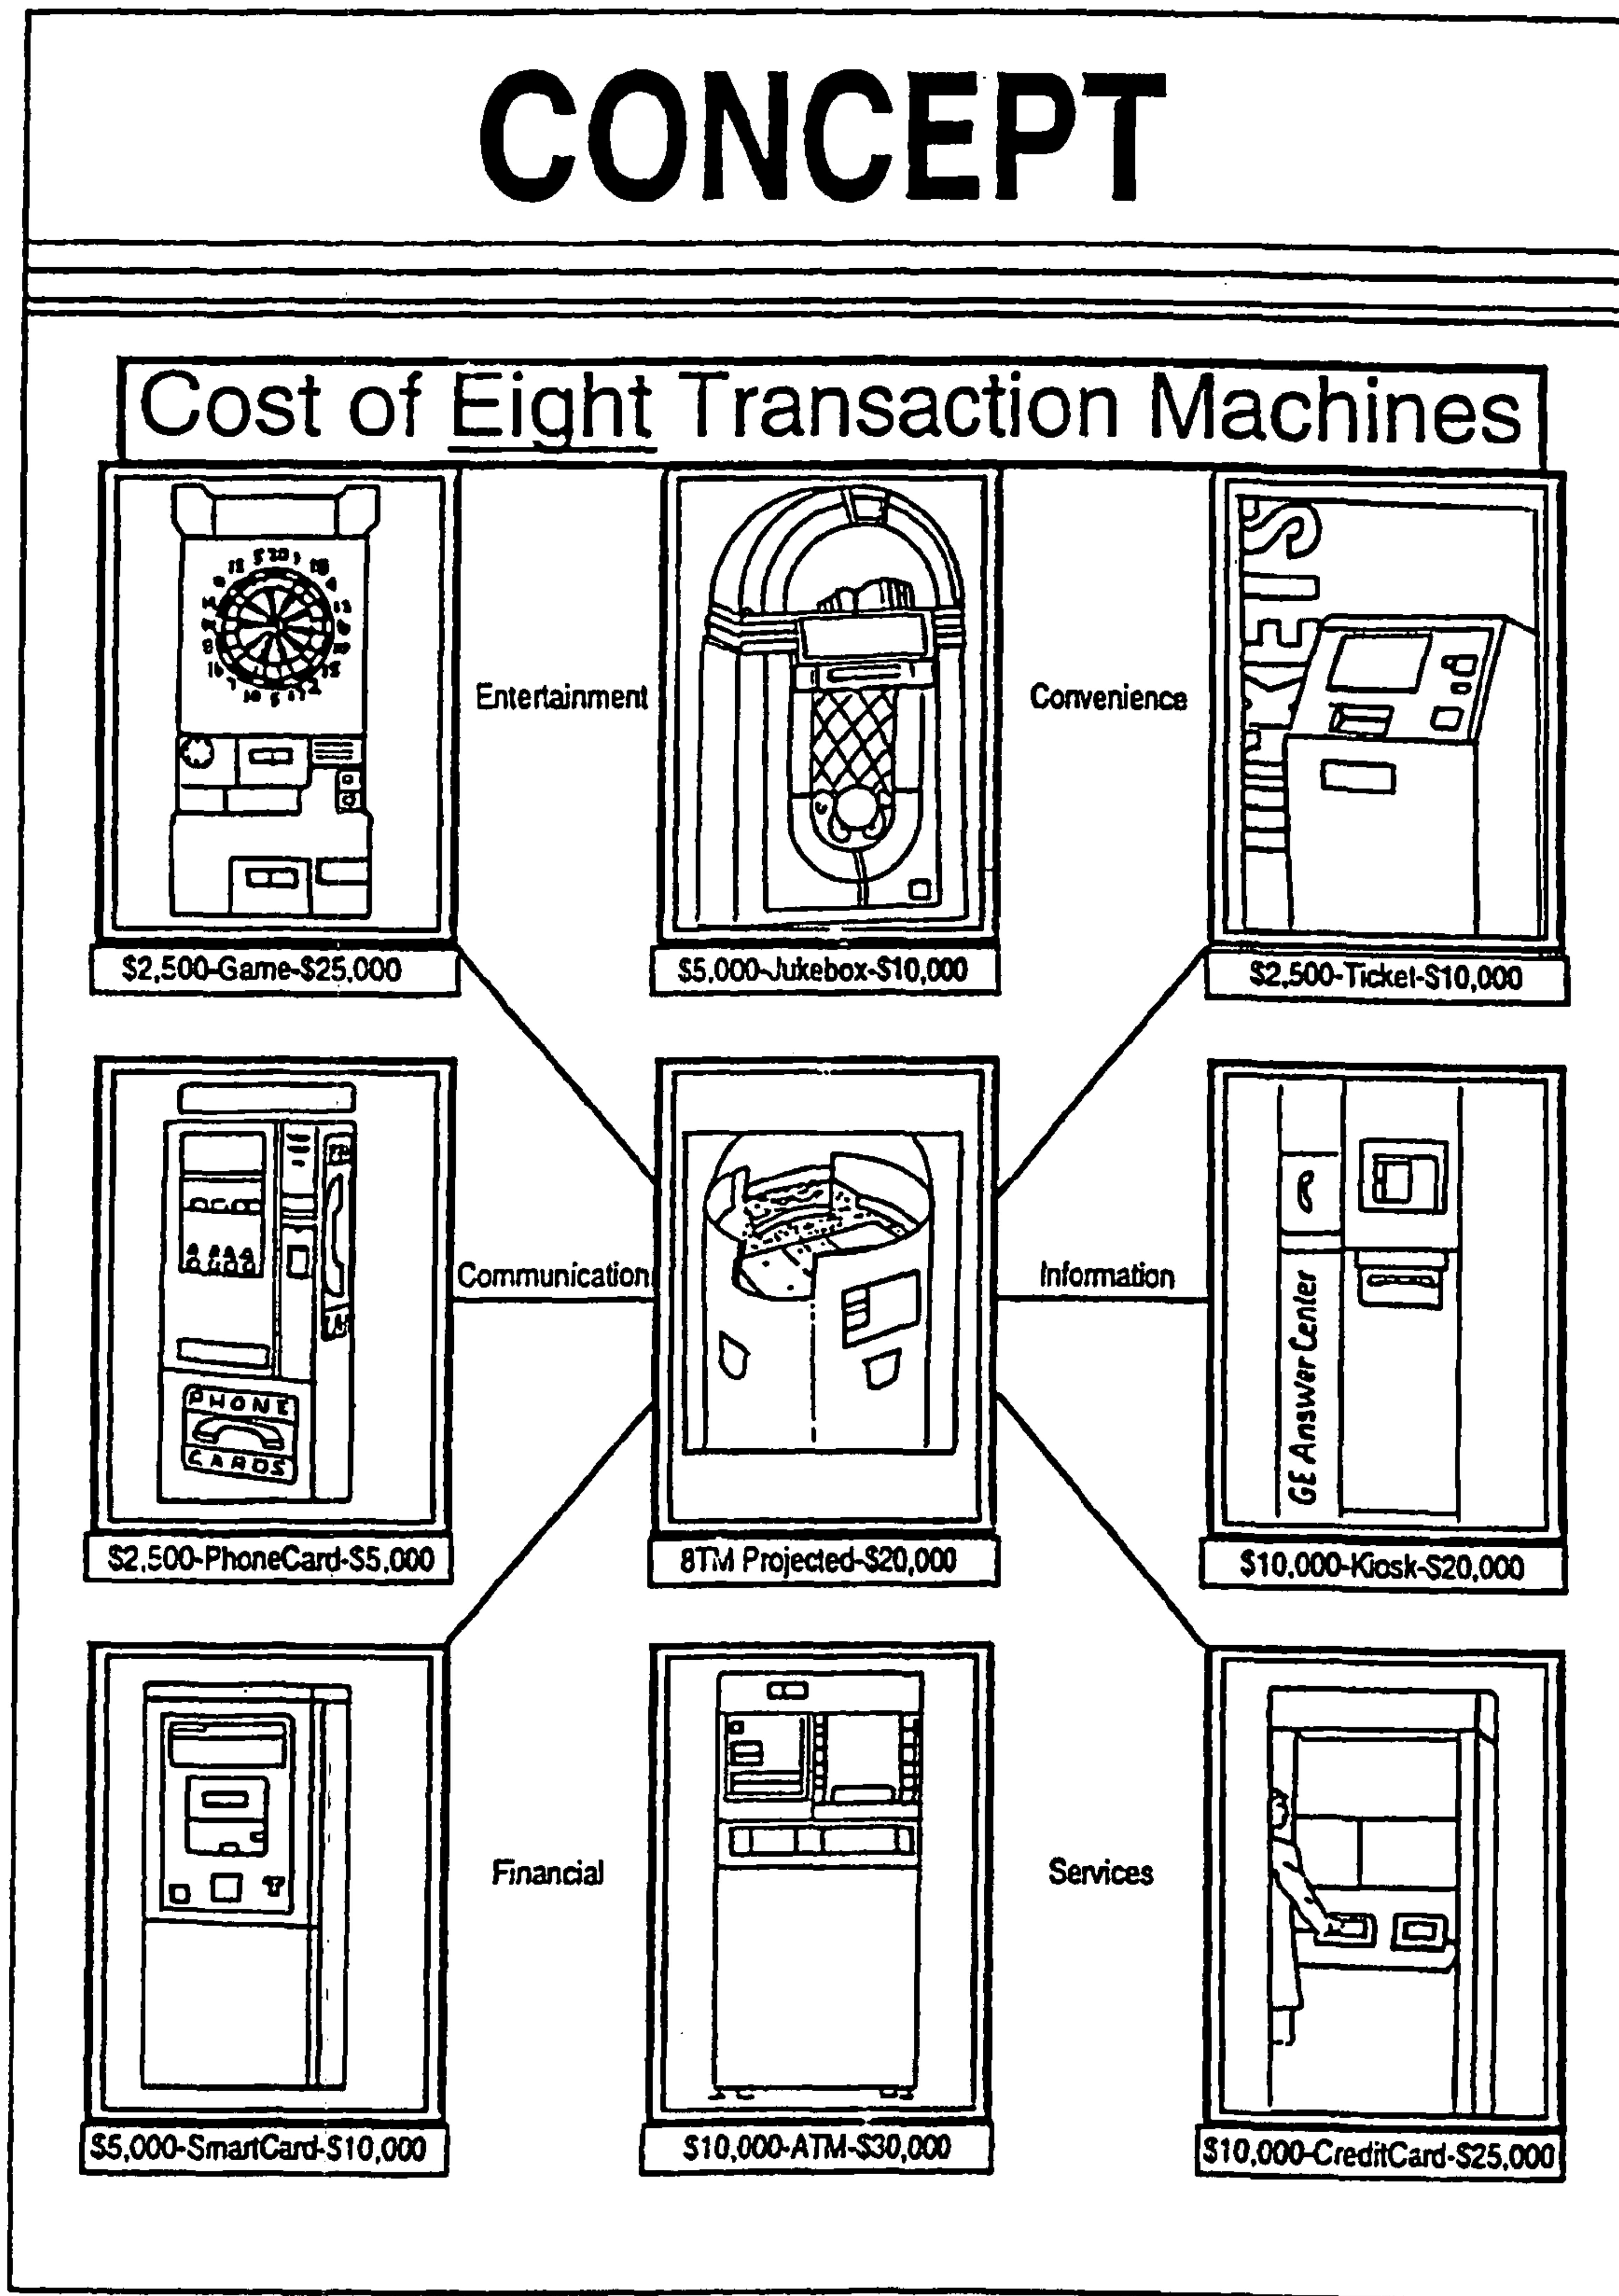 CONCEPT
Cost of Eight Transaction Machines
Entertainment
Convenience
TICKETS
$2,500-Game-$25,000
$5,000-Jukebox-$10,000
$2,500-Ticket-$10,000
PHONE
CARDS
Communication
Information
GE Answer Center
$2,500-PhoneCard-$5,000
8TM Projected-$20,000
$10,000-Kiosk-$20,000
Financial
Services
$5,000-SmartCard-$10,000
$10,000-ATM-$30,000
$10,000-CreditCard-$25,000